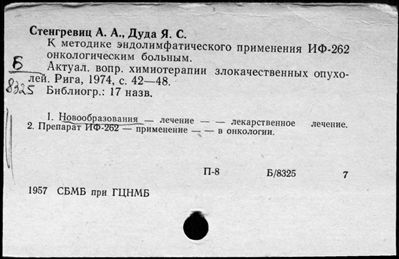 Стенгревиц А. А., Дуда Я. С.
К методике эндолимфатического применения ИФ-262
онкологическим больным.
Б
Актуал. вопр. химиотерапии злокачественных опухо-
8325
лей. Рига, 1974, с. 42—48.
Библиогр.: 17 назв.
1. Новообразования — лечение — — лекарственное лечение.
2. Препарат ИФ-262 — применение — — в онкологии.
П-8 Б/8325 7
1957 СБМБ при ГЦНМБ